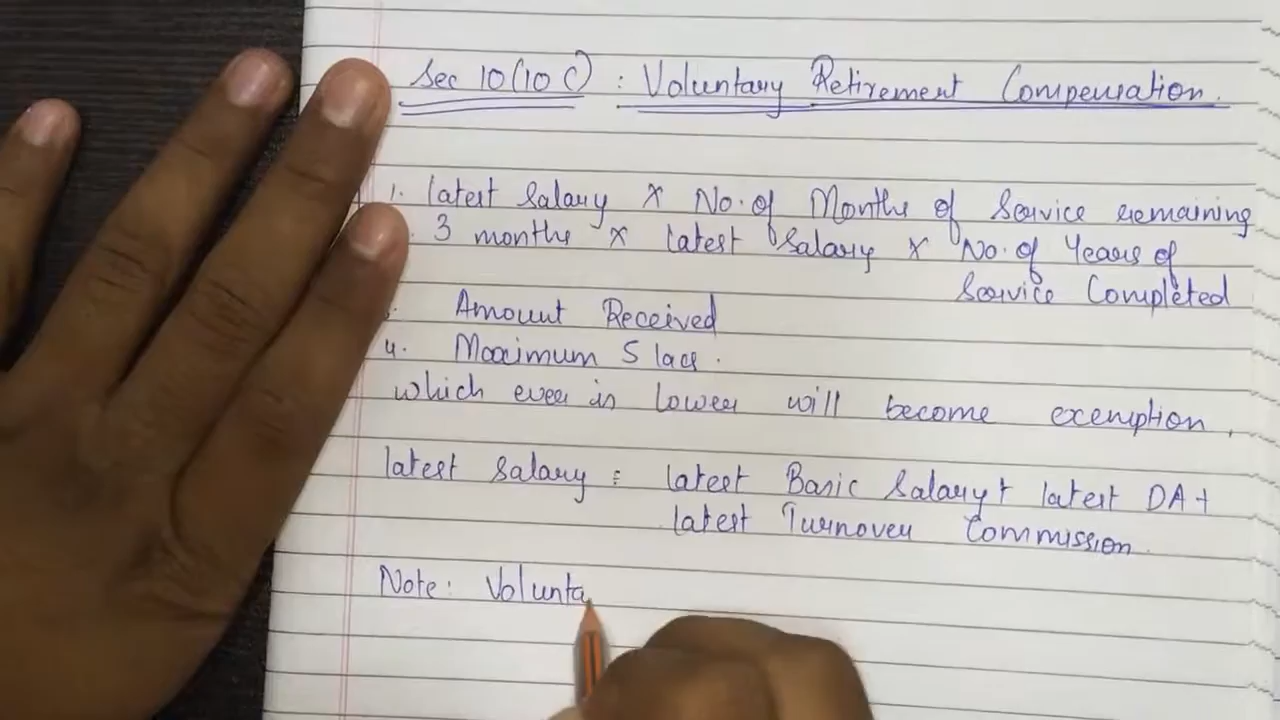 Sec 10(10 C) : Voluntary Retirement Compensation.
1. latest Salary x No. of Months of Service remaining
. 3 months x latest Salary x No. of Years of
Service Completed
. Amount Received
4. Maximum 5 lacs.
which ever is lower will become exemption.
latest Salary : latest Basic Salary + latest DA +
latest Turnover Commission.
Note: Volunta